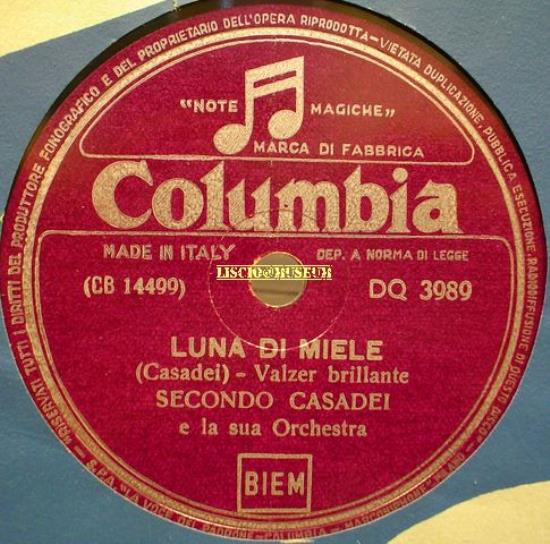 "RISERVATI TUTTI I DIRITTI DEL PRODUTTORE FONOGRAFICO E DEL PROPRIETARIO DELL'OPERA RIPRODOTTA - VIETATA DUPLICAZIONE, PUBBLICA ESECUZIONE, RADIODIFFUSIONE DI QUESTO DISCO"
"NOTE MAGICHE"
MARCA DI FABBRICA
Columbia
MADE IN ITALY DEP. A NORMA DI LEGGE
LISCIO@MUSEUM
(CB 14499) DQ 3989
LUNA DI MIELE
(Casadei) - Valzer brillante
SECONDO CASADEI
e la sua Orchestra
BIEM
- S.P.A. "LA VOCE DEL PADRONE - COLUMBIA - MARCONIPHONE" MILANO -